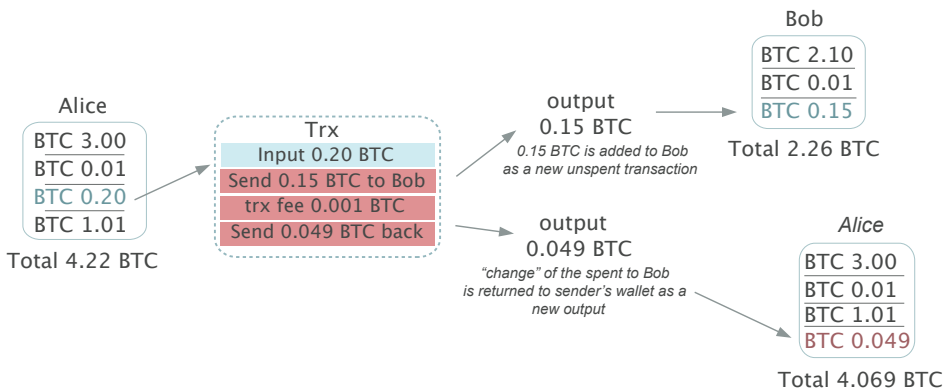 Alice
BTC 3.00
BTC 0.01
BTC 0.20
BTC 1.01
Total 4.22 BTC
Trx
Input 0.20 BTC
Send 0.15 BTC to Bob
trx fee 0.001 BTC
Send 0.049 BTC back
output
0.15 BTC
0.15 BTC is added to Bob
as a new unspent transaction
output
0.049 BTC
“change” of the spent to Bob
is returned to sender’s wallet as a
new output
Bob
BTC 2.10
BTC 0.01
BTC 0.15
Total 2.26 BTC
Alice
BTC 3.00
BTC 0.01
BTC 1.01
BTC 0.049
Total 4.069 BTC